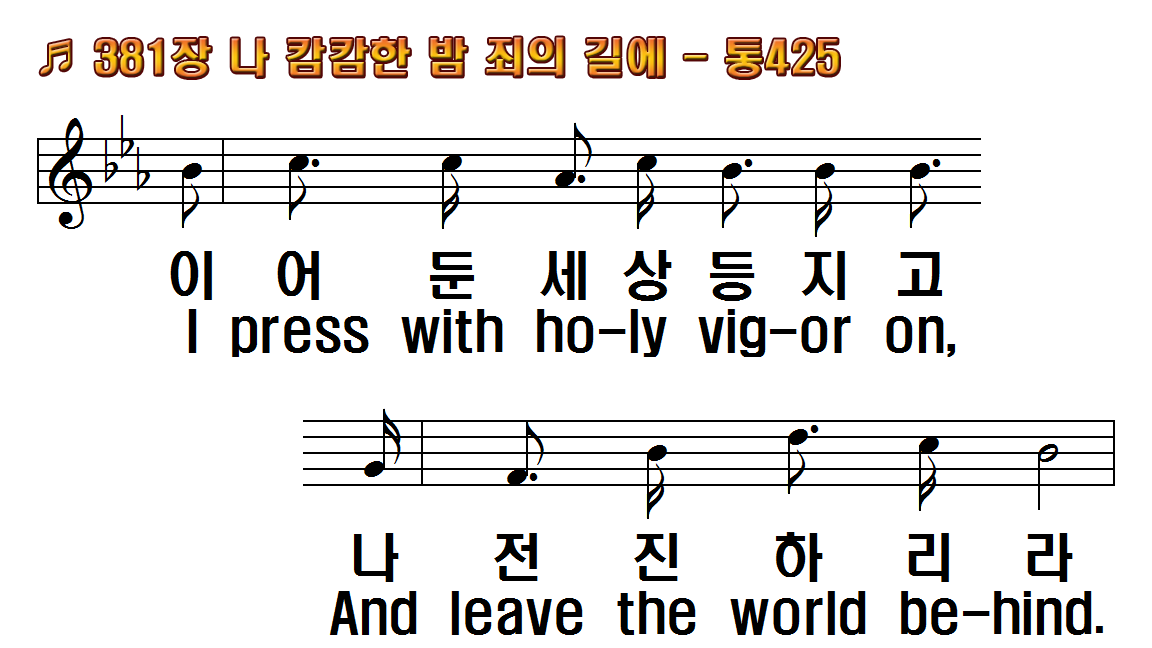 ♬ 381장 나 캄캄한 밤 죄의 길에 - 통425
이 어 둔 세 상 등 지 고
I press with ho-ly vig-or on,
나 전 진 하 리 라
And leave the world be-hind.